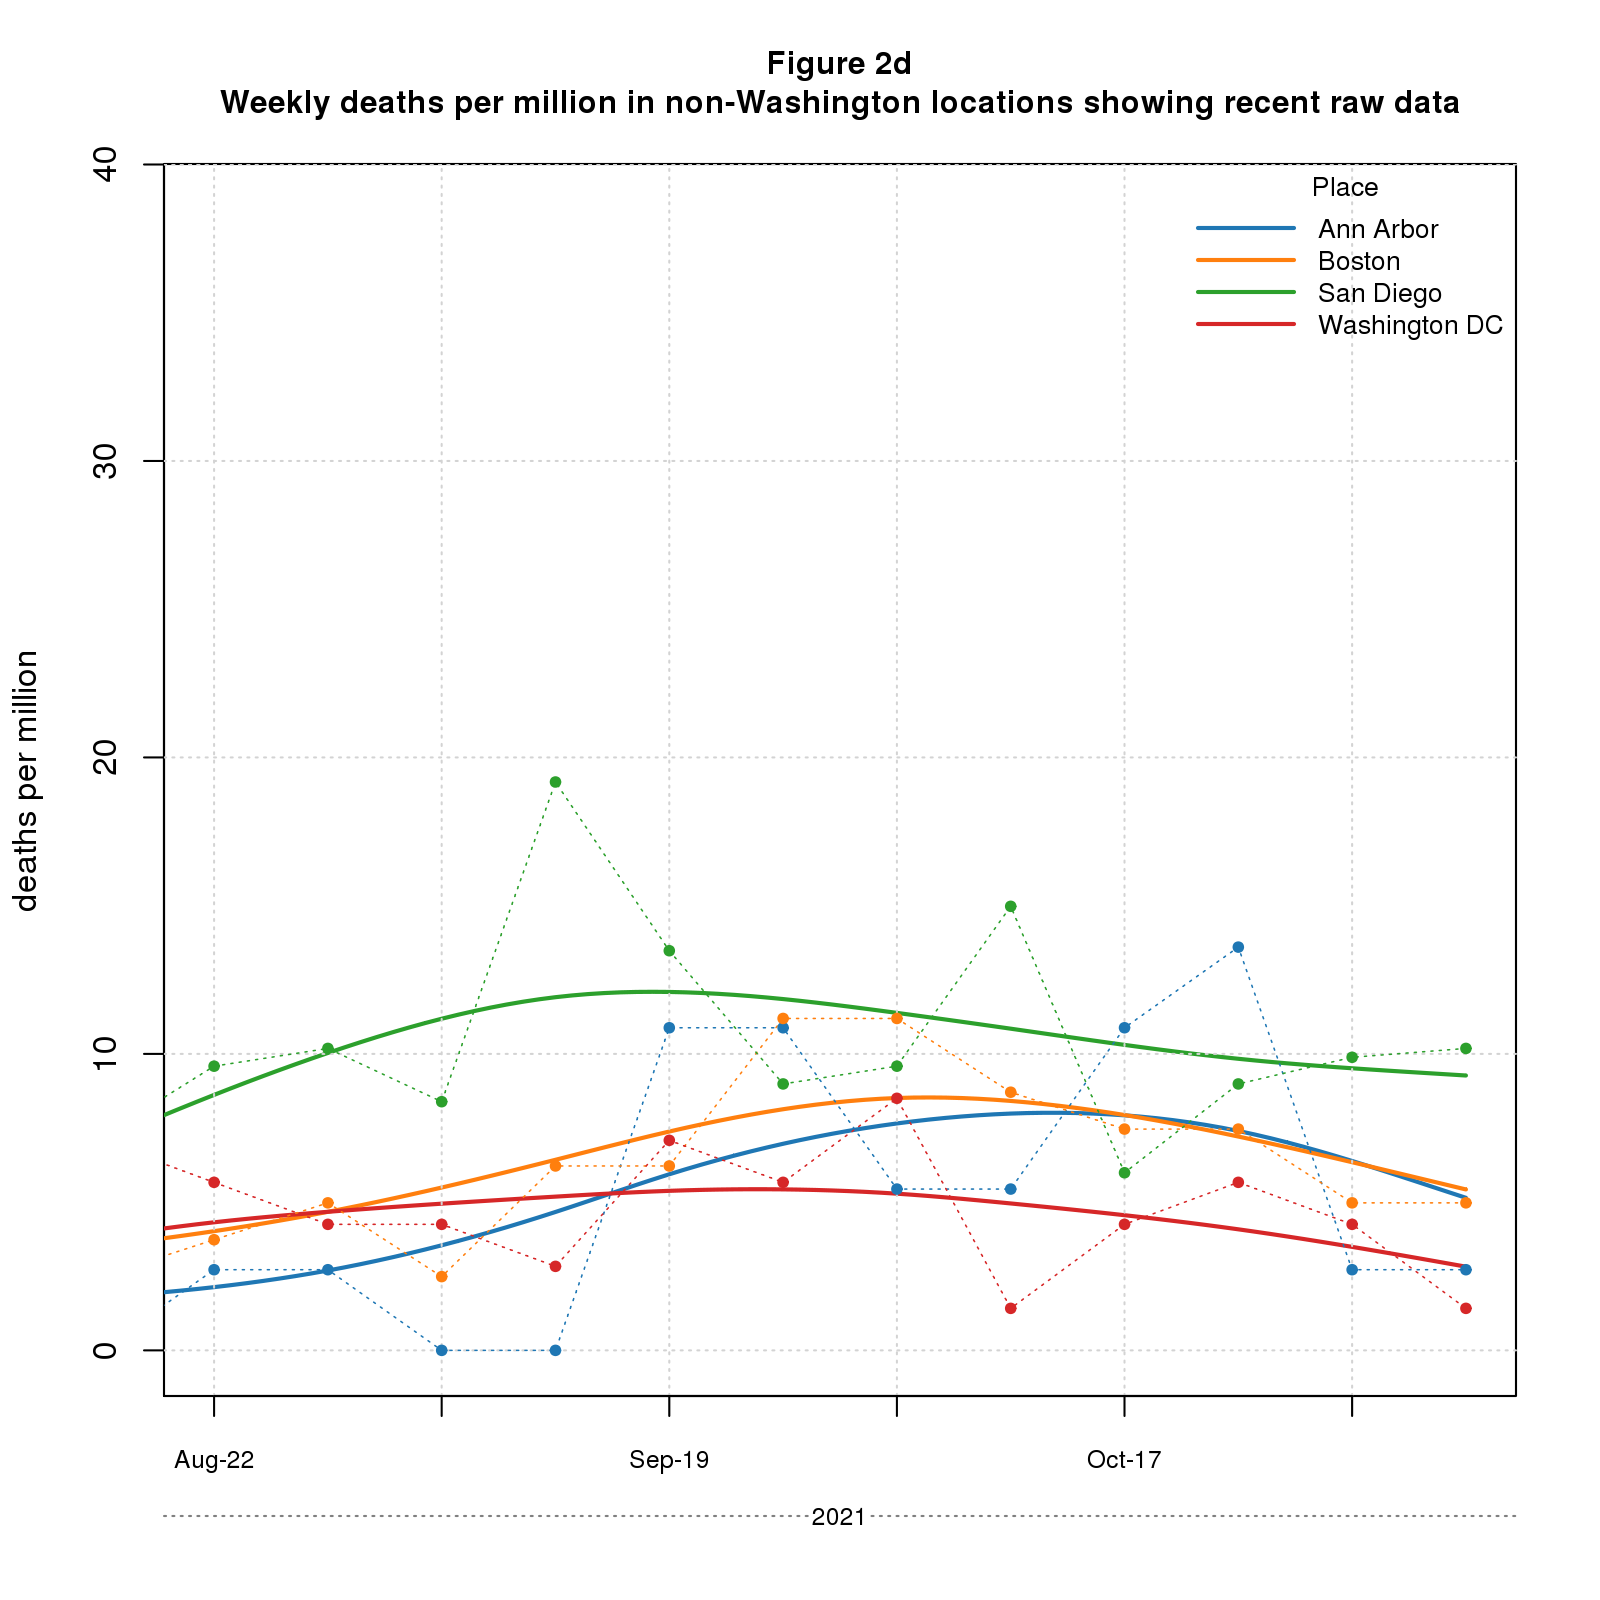 Figure 2d
Weekly deaths per million in non-Washington locations showing recent raw data
Place
Ann Arbor
Boston
San Diego
Washington DC
deaths per million
40
30
20
10
0
Aug-22
Sep-19
Oct-17
2021